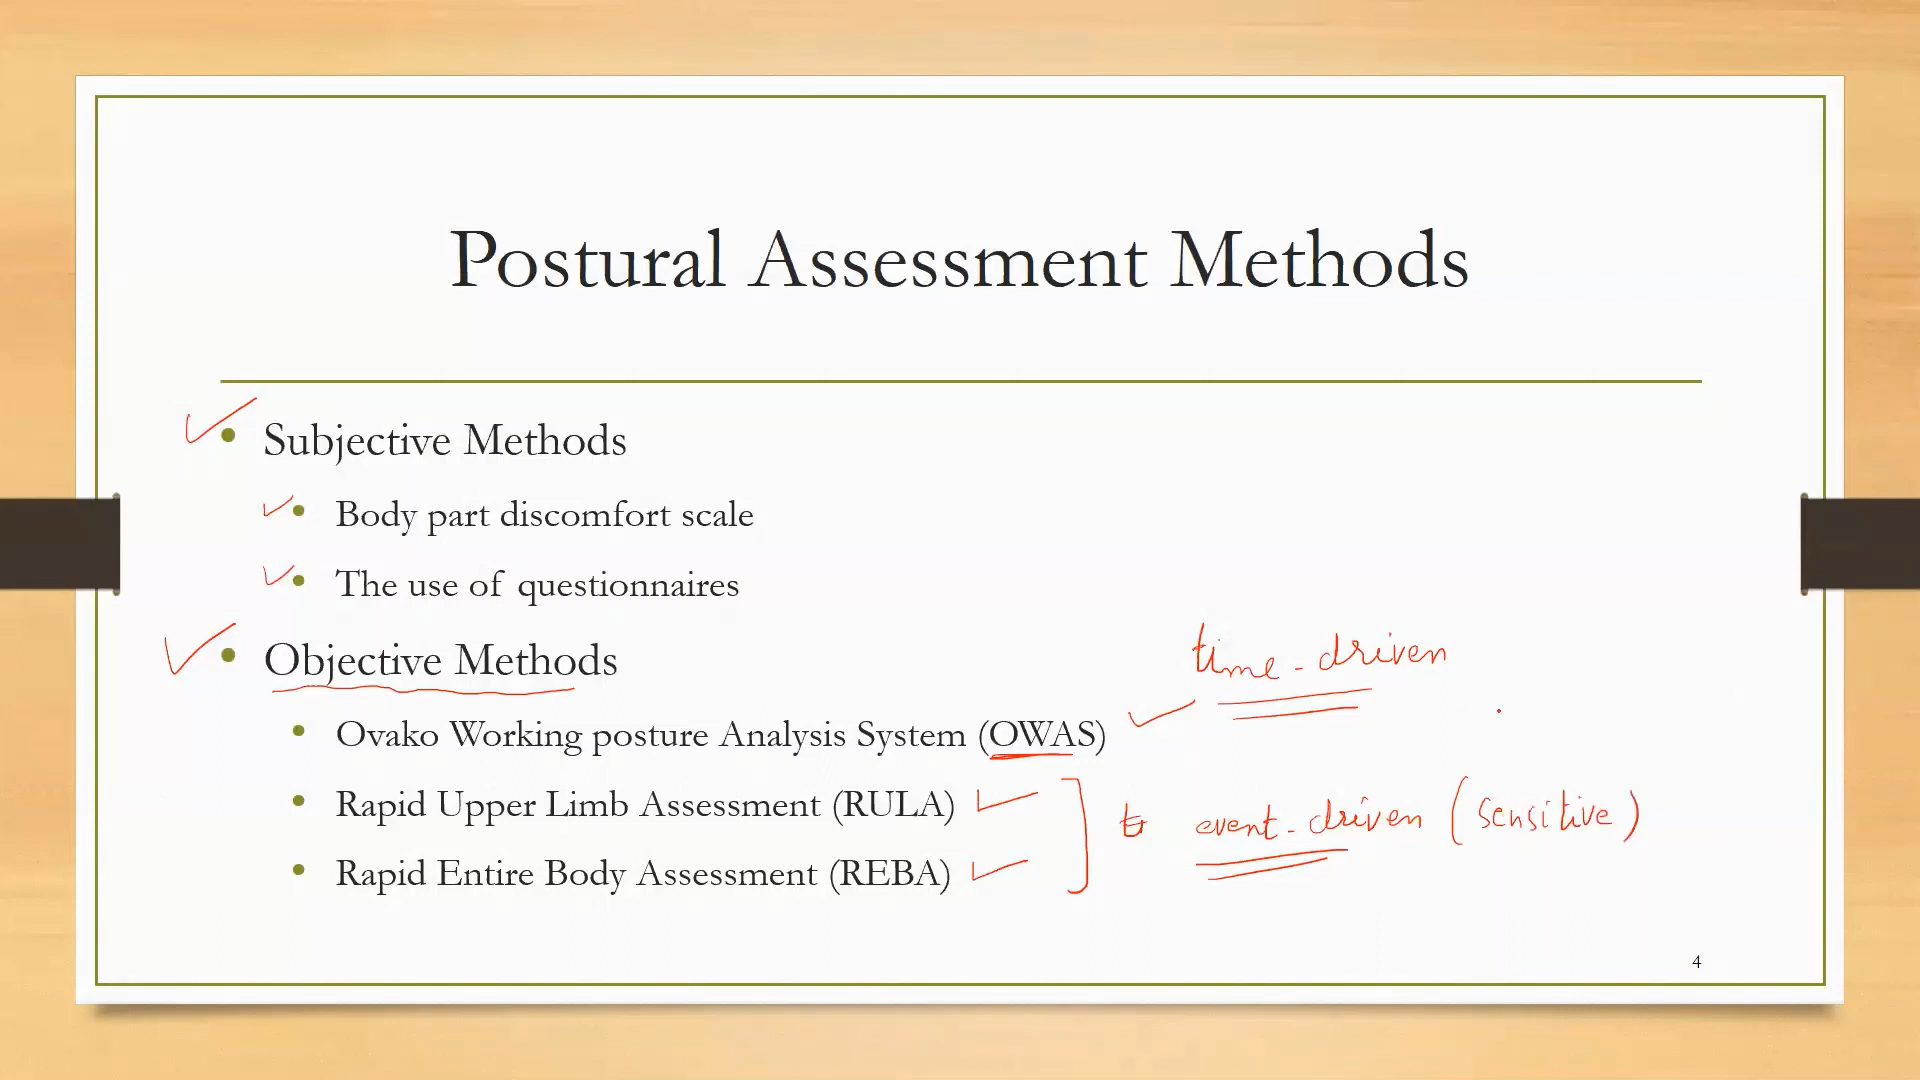 Postural Assessment Methods
• Subjective Methods
• Body part discomfort scale
• The use of questionnaires
• Objective Methods
time-driven
• Ovako Working posture Analysis System (OWAS)
• Rapid Upper Limb Assessment (RULA)
event-driven (sensitive)
• Rapid Entire Body Assessment (REBA)
4